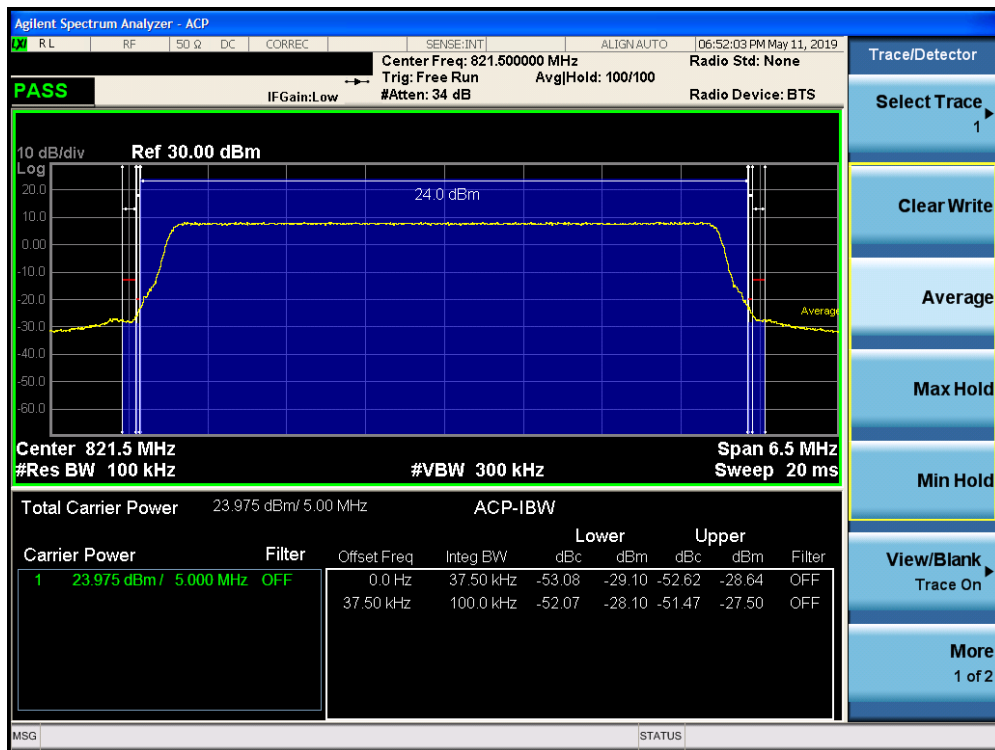 Agilent Spectrum Analyzer - ACP
LXI RL RF 50 Ω DC CORREC SENSE:INT ALIGN AUTO 06:52:03 PM May 11, 2019
Center Freq: 821.500000 MHz Radio Std: None
Trig: Free Run Avg|Hold: 100/100
PASS IFGain:Low #Atten: 34 dB Radio Device: BTS
10 dB/div Ref 30.00 dBm
Log
24.0 dBm
20.0
10.0
0.00
-10.0
-20.0
Average
-30.0
-40.0
-50.0
-60.0
Center 821.5 MHz Span 6.5 MHz
#Res BW 100 kHz #VBW 300 kHz Sweep 20 ms
Total Carrier Power 23.975 dBm/ 5.00 MHz ACP-IBW
Lower Upper
Carrier Power Filter Offset Freq Integ BW dBc dBm dBc dBm Filter
1 23.975 dBm / 5.000 MHz OFF 0.0 Hz 37.50 kHz -53.08 -29.10 -52.62 -28.64 OFF
37.50 kHz 100.0 kHz -52.07 -28.10 -51.47 -27.50 OFF
MSG STATUS
Trace/Detector
Select Trace
1
Clear Write
Average
Max Hold
Min Hold
View/Blank
Trace On
More
1 of 2